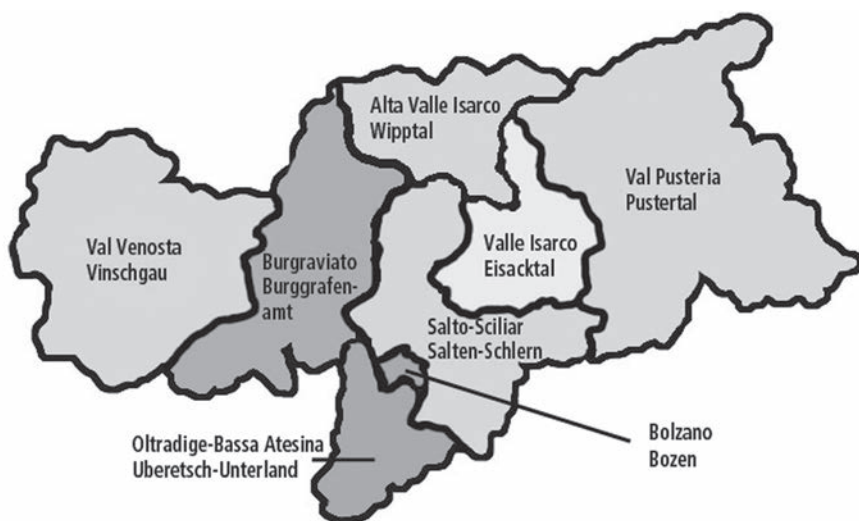 Alta Valle Isarco
Wipptal
Val Pusteria
Pustertal
Val Venosta
Vinschgau
Burgraviato
Burggrafen-
amt
Valle Isarco
Eisacktal
Salto-Sciliar
Salten-Schlern
Oltradige-Bassa Atesina
Uberetsch-Unterland
Bolzano
Bozen